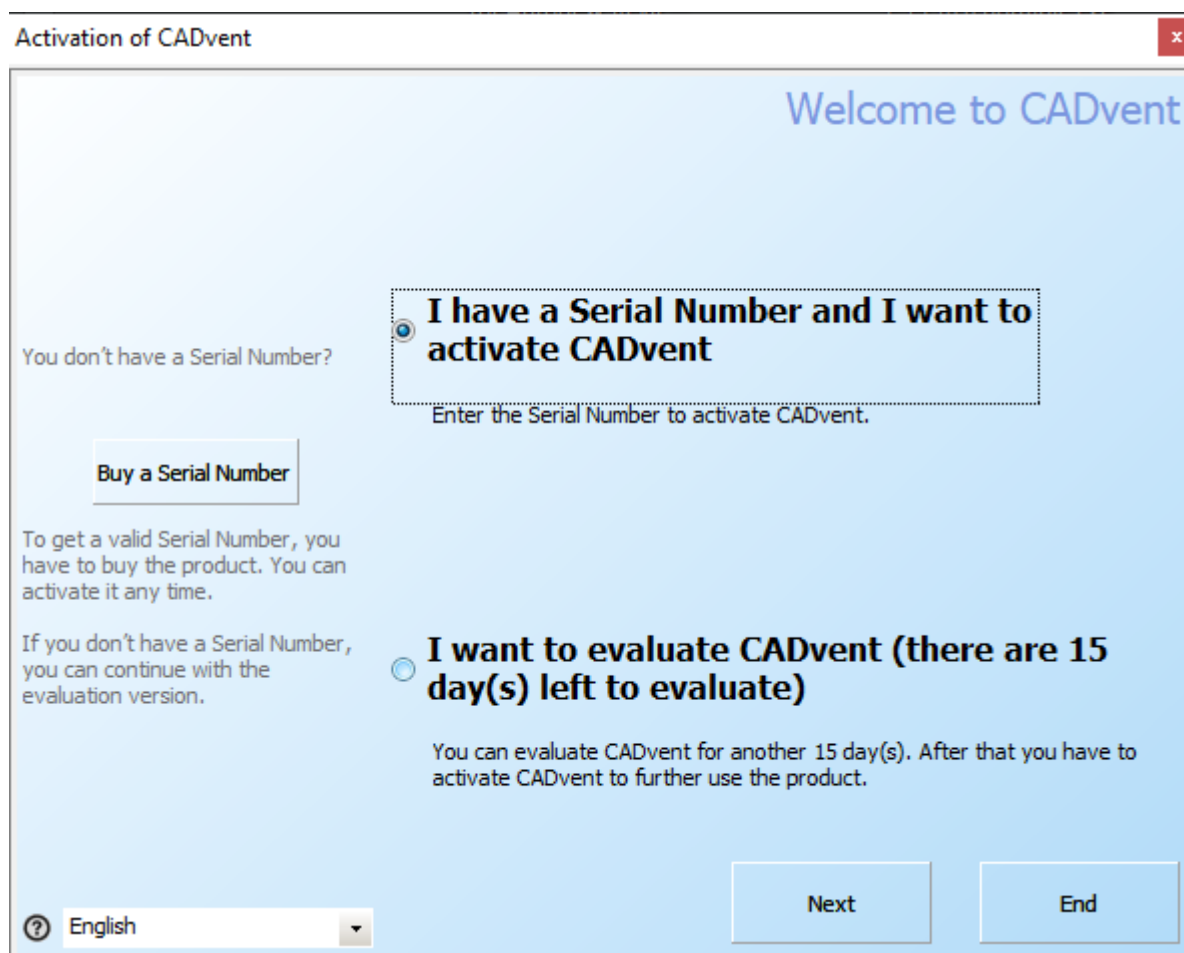 Activation of CADvent
x
Welcome to CADvent
I have a Serial Number and I want to
activate CADvent
Enter the Serial Number to activate CADvent.
You don't have a Serial Number?
Buy a Serial Number
To get a valid Serial Number, you
have to buy the product. You can
activate it any time.
If you don't have a Serial Number,
you can continue with the
evaluation version.
I want to evaluate CADvent (there are 15
day(s) left to evaluate)
You can evaluate CADvent for another 15 day(s). After that you have to
activate CADvent to further use the product.
? English
Next
End